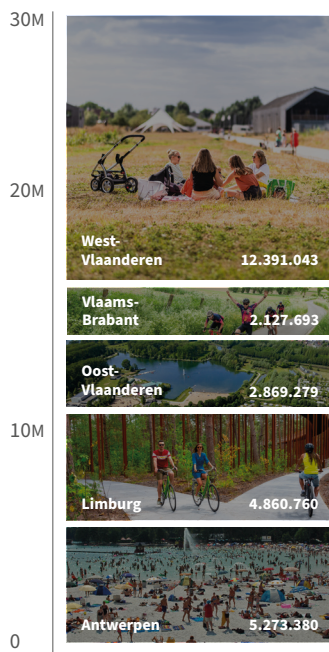 30M
20M
West-
Vlaanderen 12.391.043
Vlaams-
Brabant 2.127.693
Oost-
Vlaanderen 2.869.279
10M
Limburg 4.860.760
Antwerpen 5.273.380
0